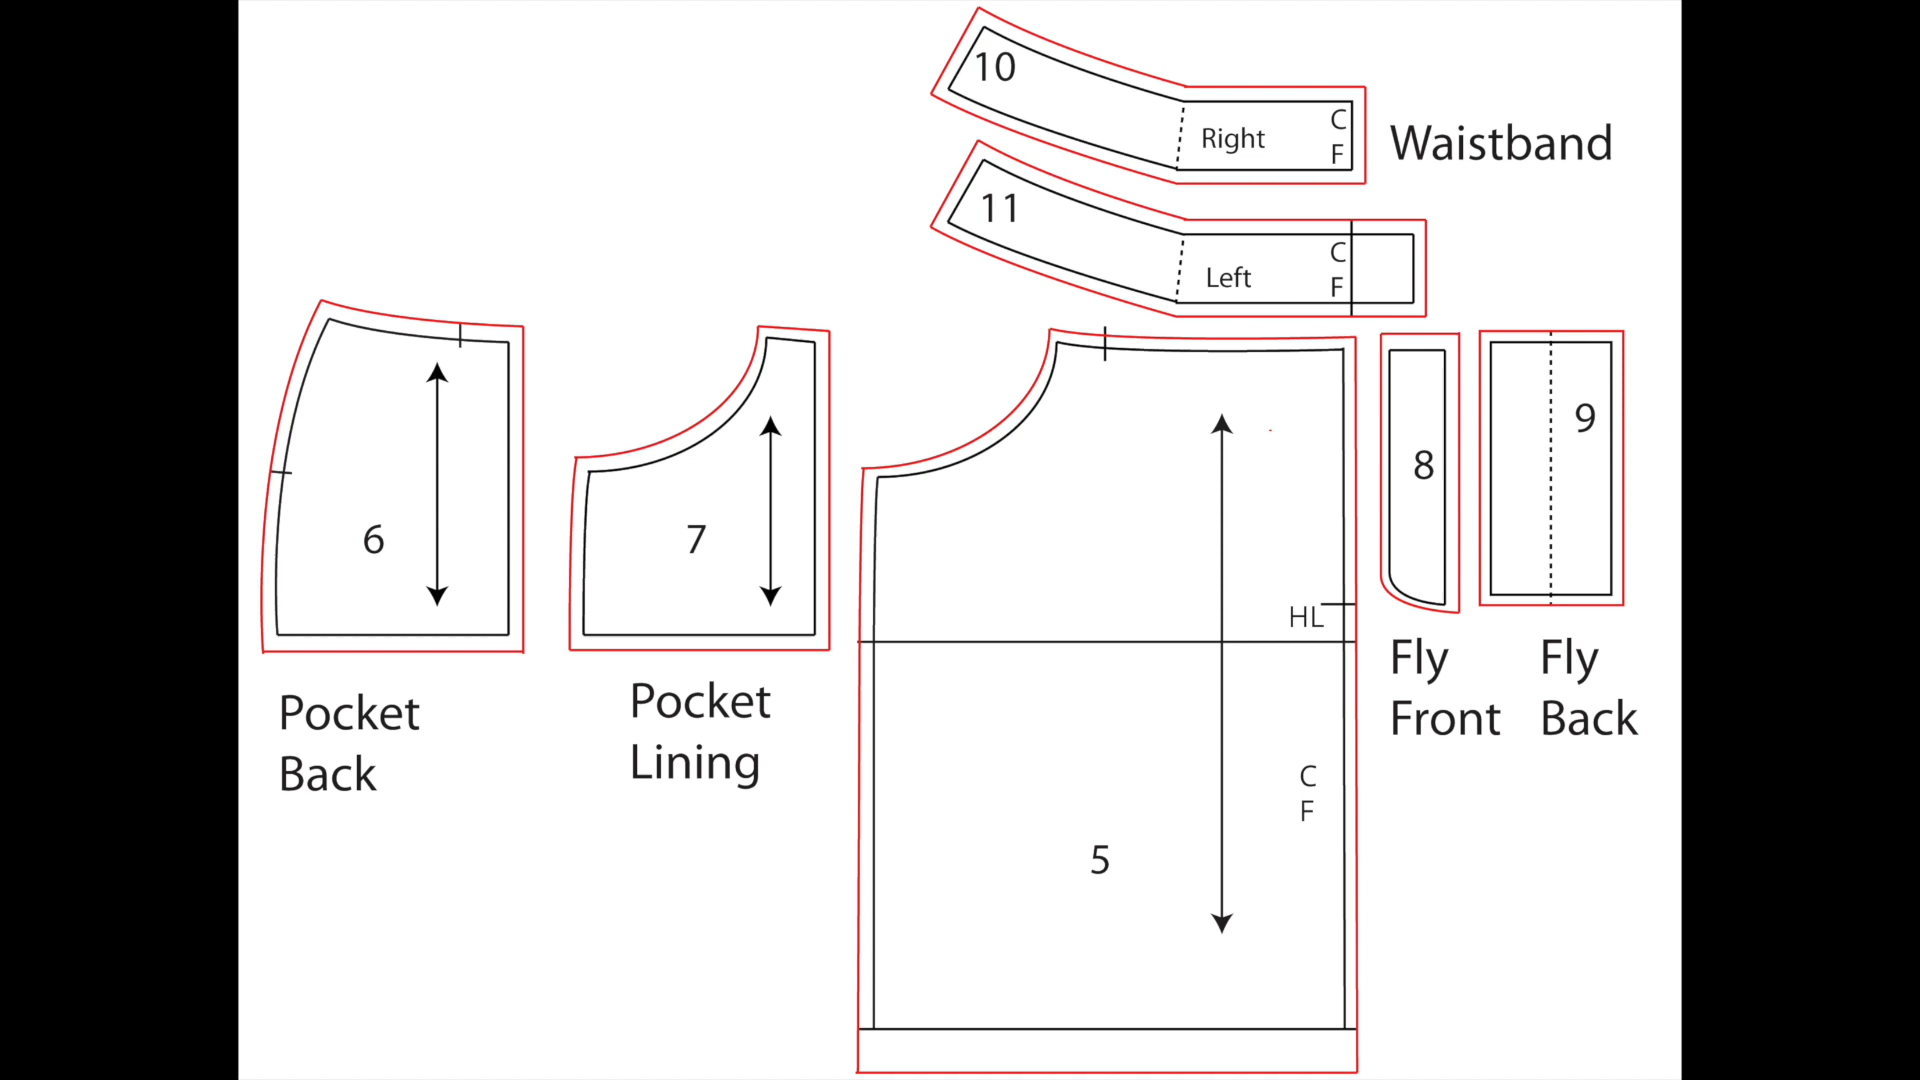 10
Right
C
F
Waistband
11
Left
C
F
6
Pocket
Back
7
Pocket
Lining
HL
C
F
5
8
Fly
Front
9
Fly
Back